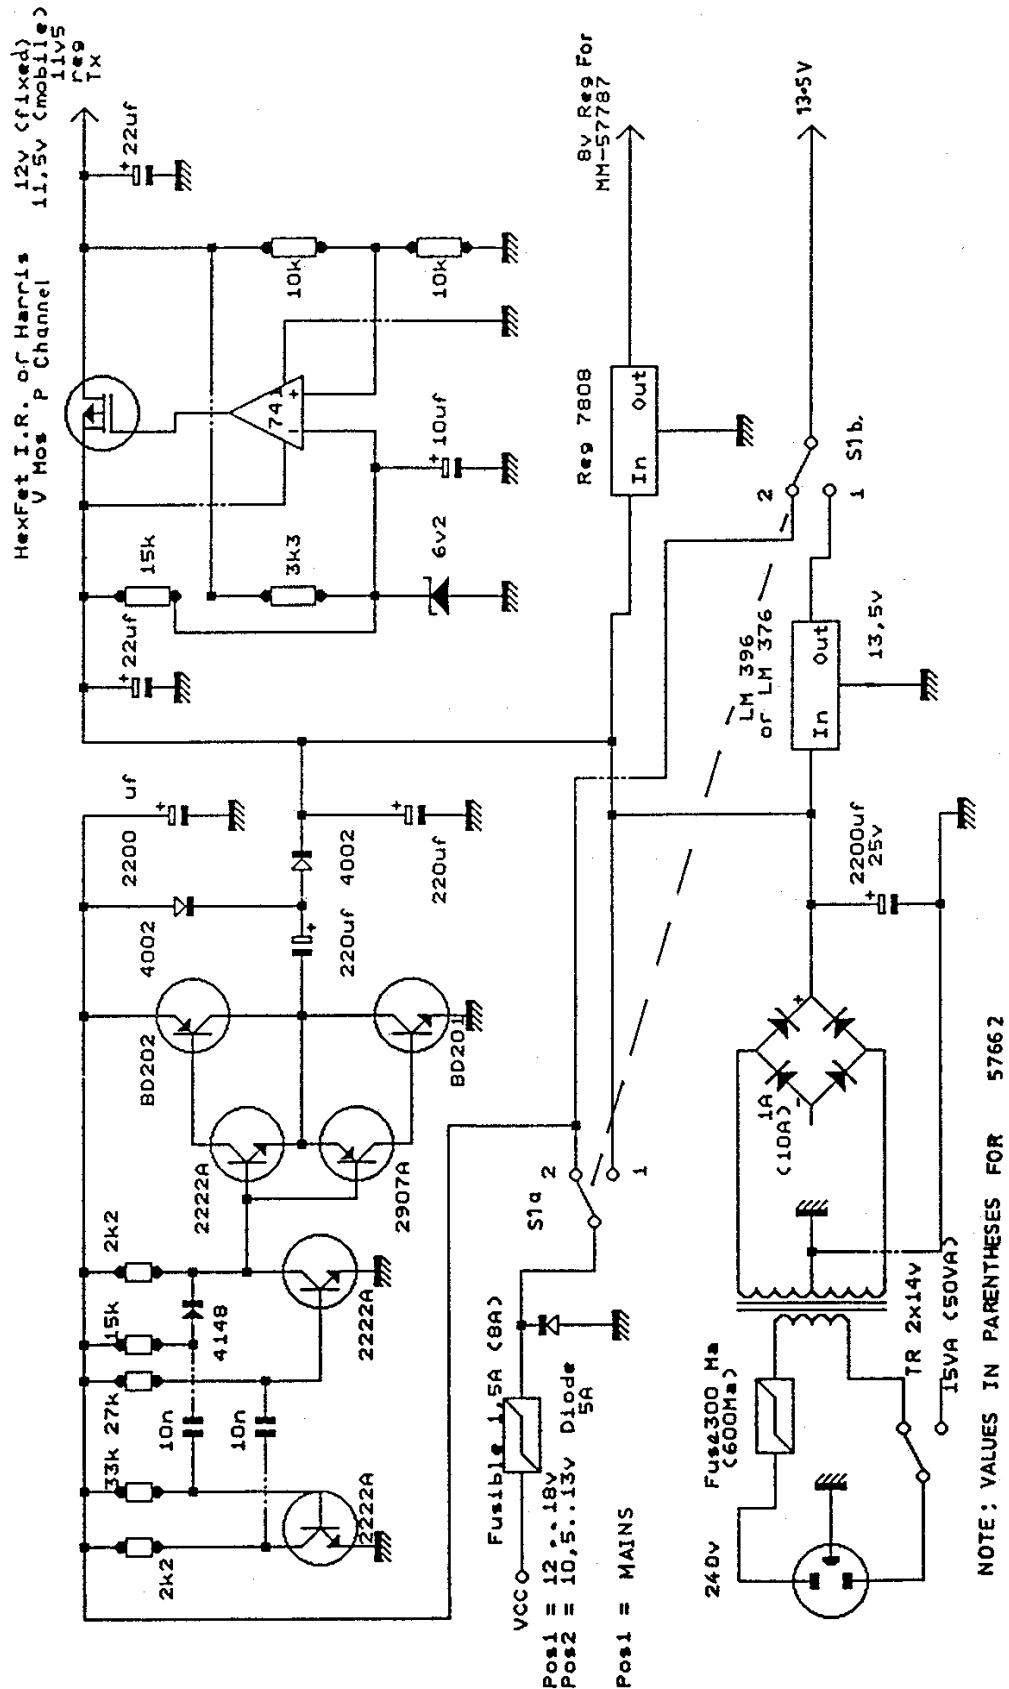 HexFet I.R. or Harris
V Mos P Channel
12v (fixed)
11,5v (mobile)
11v5
reg
Tx
22uf
10k
10k
741
+
-
10uf
15k
3k3
6v2
22uf
8v Reg For
MM-57787
Reg 7808
In Out
13.5V
S1b.
2
1
LM 396
or LM 376
In Out
13,5v
2200 uf
4002
4002
220uf
220uf
BD202
BD201
2222A
2907A
2k2
15k
4148
27k
33k
10n
10n
2k2
2222A
2222A
S1a
2
1
Fusible 1,5A (8A)
Diode
5A
VCC
Pos1 = 12..18v
Pos2 = 10,5..13v
Pos1 = MAINS
2200uf
25v
1A
(10A)
+
-
TR 2x14v
15VA (50VA)
Fuse300 Ma
(600Ma)
240v
NOTE: VALUES IN PARENTHESES FOR 57662